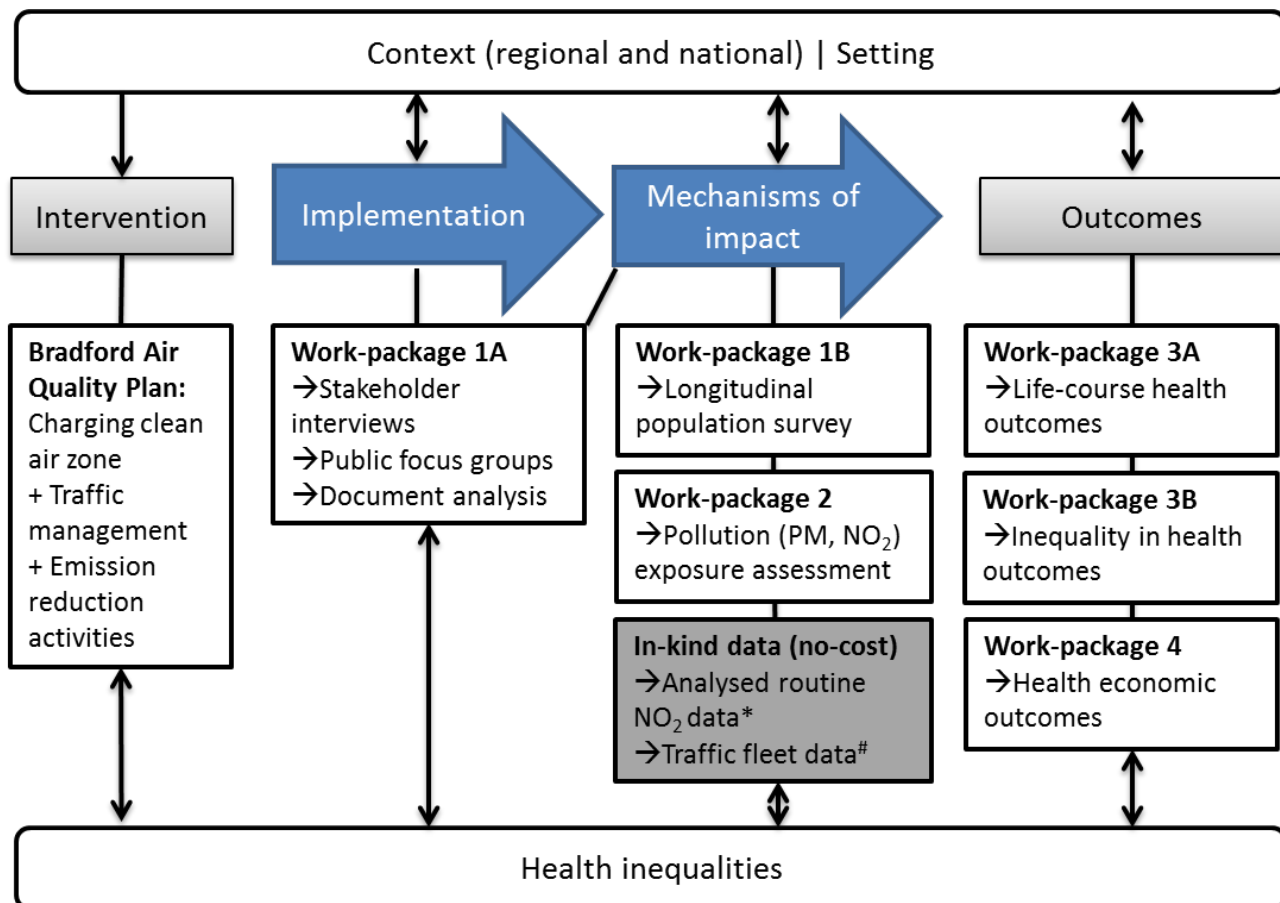 Context (regional and national) | Setting
Intervention
Implementation
Mechanisms of
impact
Outcomes
Bradford Air
Quality Plan:
Charging clean
air zone
+ Traffic
management
+ Emission
reduction
activities
Work-package 1A
→Stakeholder
interviews
→Public focus groups
→Document analysis
Work-package 1B
→Longitudinal
population survey
Work-package 2
→Pollution (PM, NO₂)
exposure assessment
In-kind data (no-cost)
→Analysed routine
NO₂ data*
→Traffic fleet data#
Work-package 3A
→Life-course health
outcomes
Work-package 3B
→Inequality in health
outcomes
Work-package 4
→Health economic
outcomes
Health inequalities